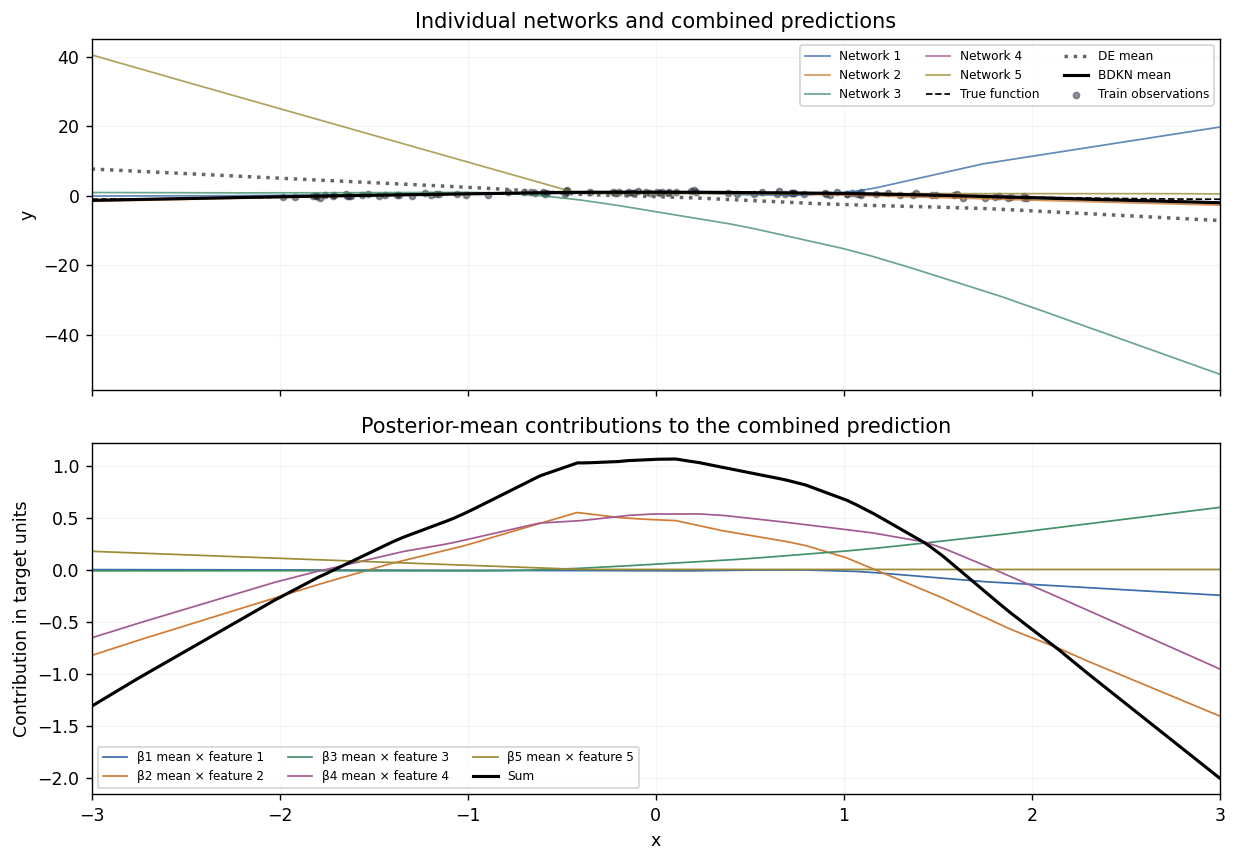 Individual networks and combined predictions
Network 1 Network 4 DE mean
Network 2 Network 5 BDKN mean
Network 3 True function Train observations
40
20
0
−20
−40
y
Posterior-mean contributions to the combined prediction
1.0
0.5
0.0
−0.5
−1.0
−1.5
−2.0
Contribution in target units
β1 mean × feature 1 β3 mean × feature 3 β5 mean × feature 5
β2 mean × feature 2 β4 mean × feature 4 Sum
−3 −2 −1 0 1 2 3
x